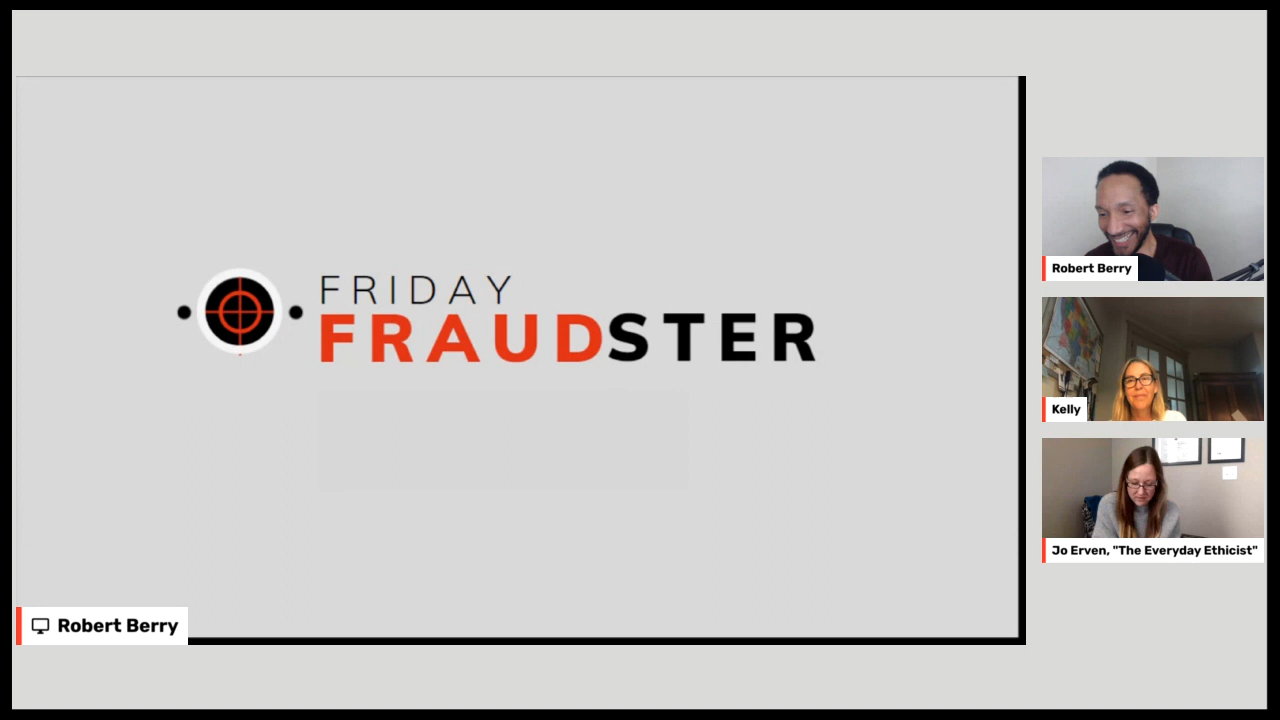 FRIDAY
FRAUDSTER
Robert Berry
Robert Berry
Kelly
Jo Erven, "The Everyday Ethicist"